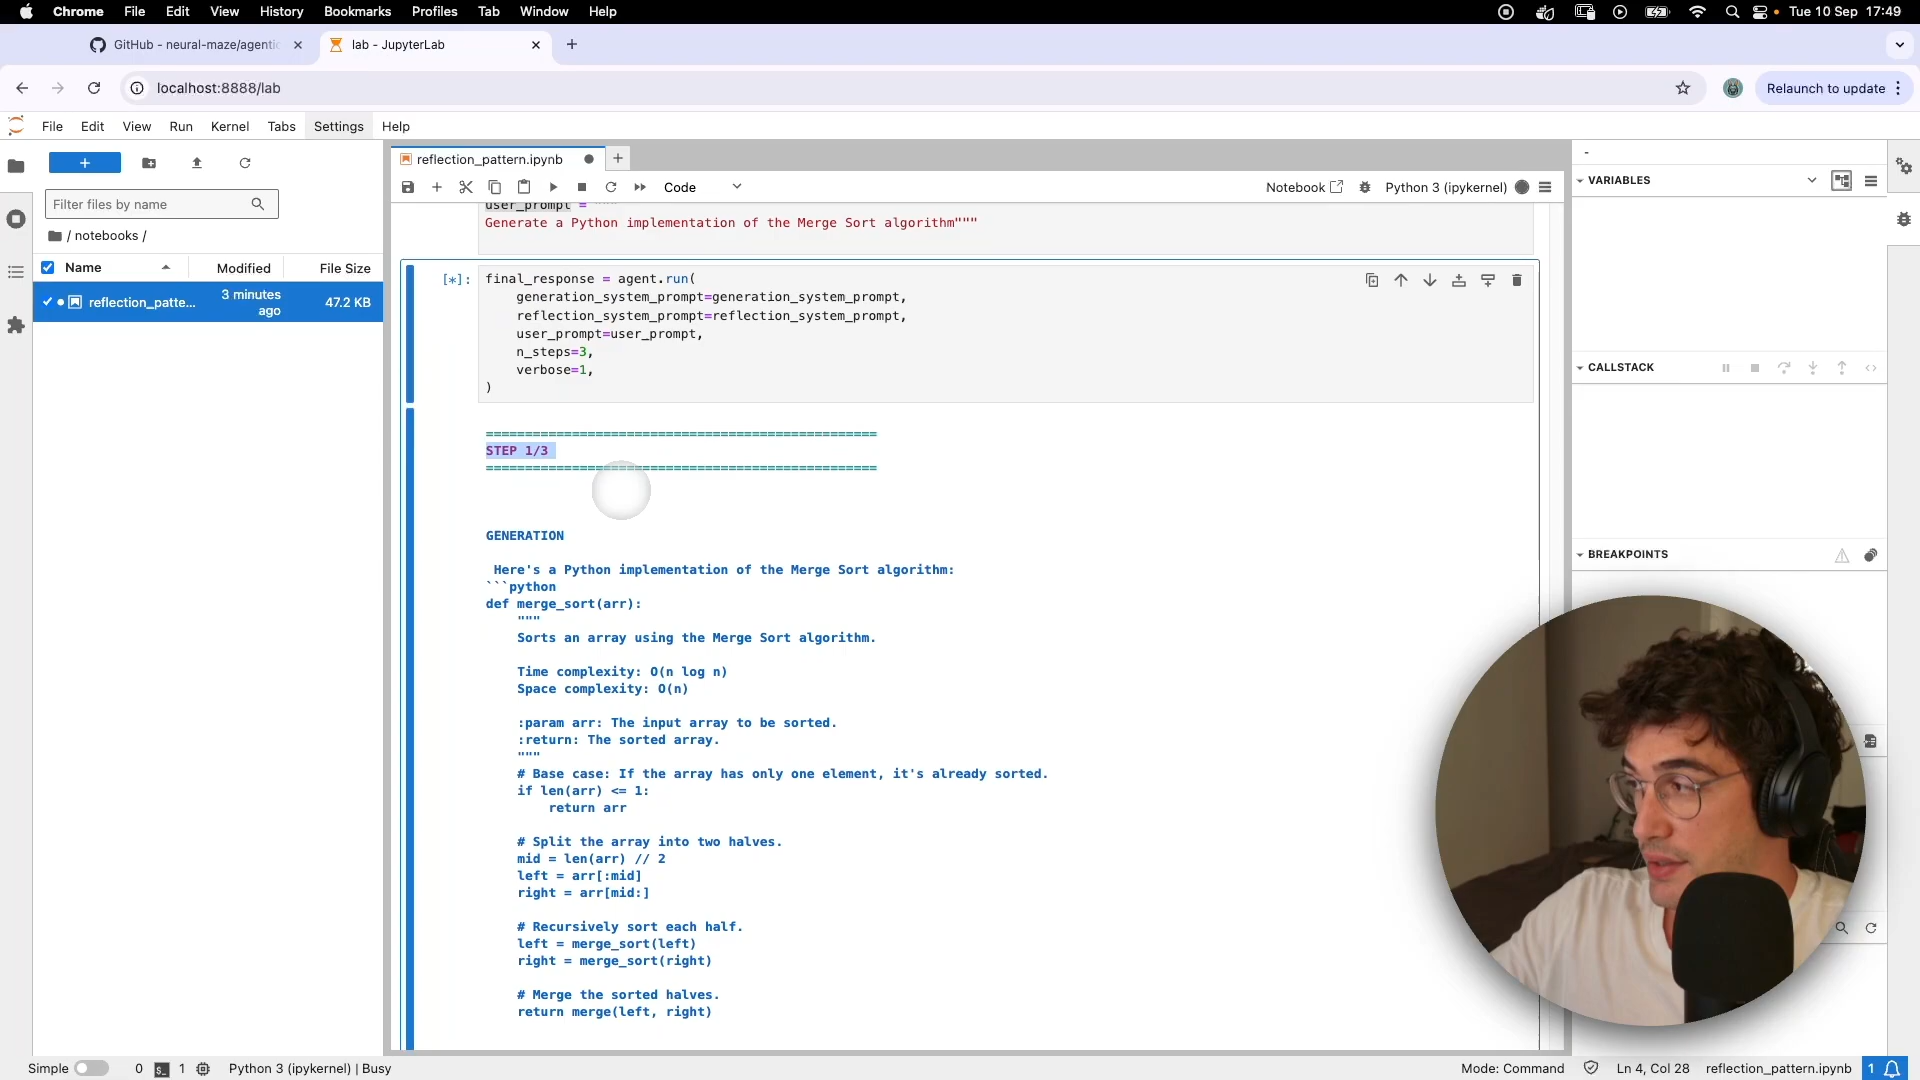 Chrome File Edit View History Bookmarks Profiles Tab Window Help Tue 10 Sep 17:49
GitHub - neural-maze/agentic
lab - JupyterLab
localhost:8888/lab
Relaunch to update
File Edit View Run Kernel Tabs Settings Help
reflection_pattern.ipynb
-
Code
Notebook
Python 3 (ipykernel)
VARIABLES
Filter files by name
/ notebooks /
Name Modified File Size
reflection_patte... 3 minutes ago 47.2 KB
user_prompt = """
Generate a Python implementation of the Merge Sort algorithm"""
[*]:
final_response = agent.run(
    generation_system_prompt=generation_system_prompt,
    reflection_system_prompt=reflection_system_prompt,
    user_prompt=user_prompt,
    n_steps=3,
    verbose=1,
)
CALLSTACK
BREAKPOINTS
==================================================
STEP 1/3
==================================================
GENERATION
Here's a Python implementation of the Merge Sort algorithm:
```python
def merge_sort(arr):
    """
    Sorts an array using the Merge Sort algorithm.
    Time complexity: O(n log n)
    Space complexity: O(n)
    :param arr: The input array to be sorted.
    :return: The sorted array.
    """
    # Base case: If the array has only one element, it's already sorted.
    if len(arr) <= 1:
        return arr
    # Split the array into two halves.
    mid = len(arr) // 2
    left = arr[:mid]
    right = arr[mid:]
    # Recursively sort each half.
    left = merge_sort(left)
    right = merge_sort(right)
    # Merge the sorted halves.
    return merge(left, right)
Simple 0 1 Python 3 (ipykernel) | Busy
Mode: Command Ln 4, Col 28 reflection_pattern.ipynb 1